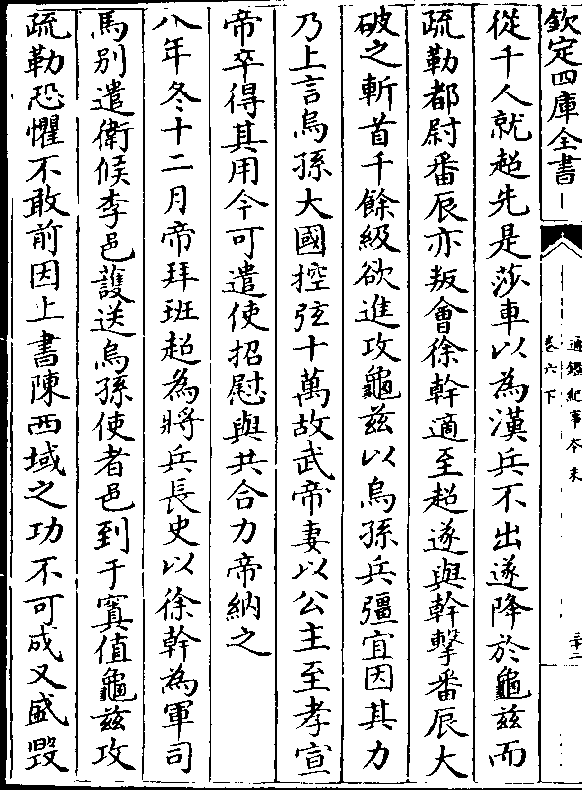 欽定四庫全書
通鑑紀事本末
卷六下
三十二
從千人就超先是莎車以為漢兵不出遂降於龜兹而
疏勒都尉番辰亦叛會徐幹適至超遂與幹擊番辰大
破之斬首千餘級欲進攻龜兹以烏孫兵彊宜因其力
乃上言烏孫大國控弦十萬故武帝妻以公主至孝宣
帝卒得其用今可遣使招慰與共合力帝納之
八年冬十二月帝拜班超為將兵長史以徐幹為軍司
馬别遣衛候李邑護送烏孫使者邑到于窴值龜兹攻
疏勒恐懼不敢前因上書陳西域之功不可成又盛毁